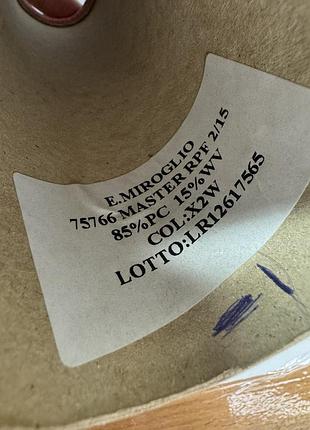 E.MIROGLIO
75766 MASTER RPF 2/15
85%PC 15%WV
COL:X2W
LOTTO:LR12617565